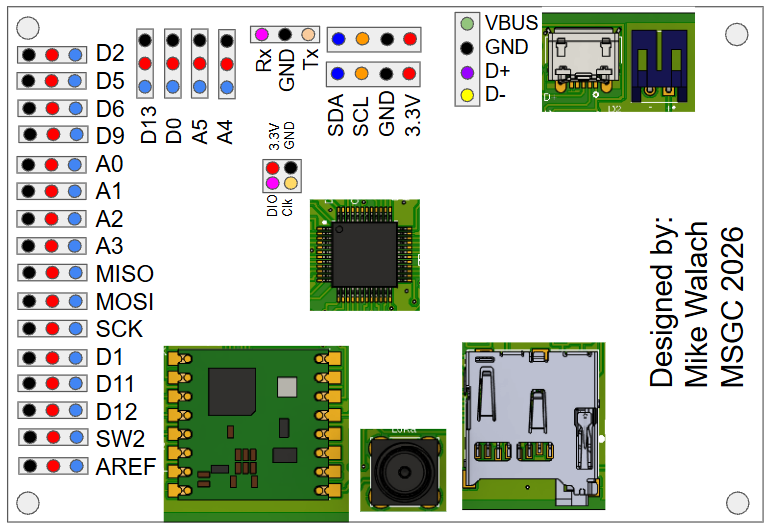 D2
D5
D6
D9
A0
A1
A2
A3
MISO
MOSI
SCK
D1
D11
D12
SW2
AREF
D13
D0
A5
A4
Rx
GND
Tx
SDA
SCL
GND
3.3V
3.3V
GND
DIO
Clk
VBUS
GND
D+
D-
D+
Designed by:
Mike Walach
MSGC 2026